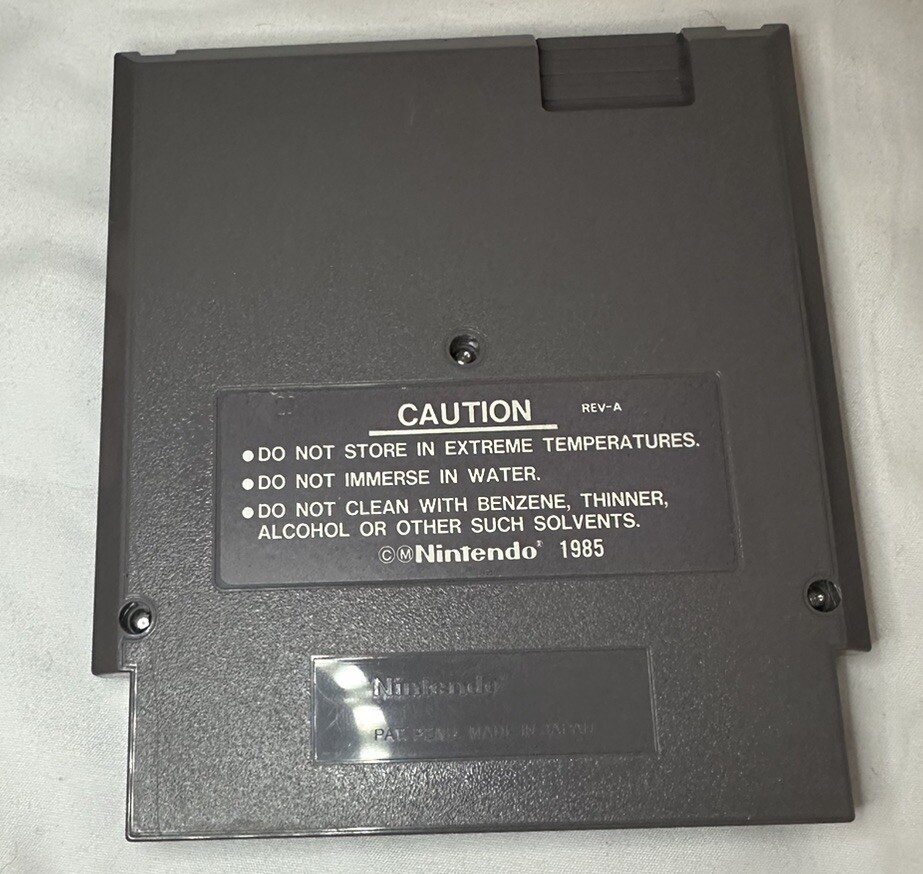 CAUTION REV-A
●DO NOT STORE IN EXTREME TEMPERATURES.
●DO NOT IMMERSE IN WATER.
●DO NOT CLEAN WITH BENZENE, THINNER,
ALCOHOL OR OTHER SUCH SOLVENTS.
©Ⓜ Nintendo® 1985
Nintendo®
PAT. PEND. MADE IN JAPAN